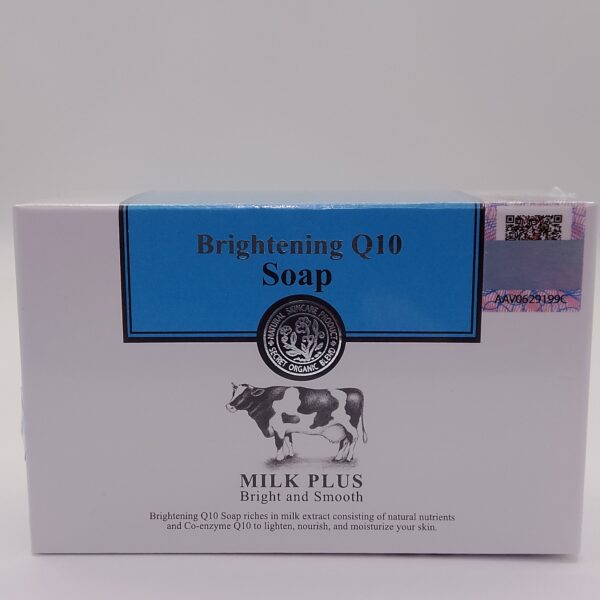 Brightening Q10
Soap
NATURAL SKINCARE PRODUCT
SECRET ORGANIC BLEND
AAV0629199C
MILK PLUS
Bright and Smooth
Brightening Q10 Soap riches in milk extract consisting of natural nutrients
and Co-enzyme Q10 to lighten, nourish, and moisturize your skin.